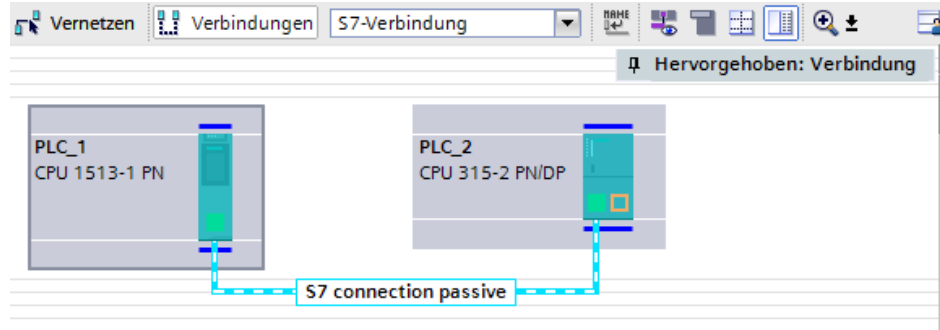 Vernetzen Verbindungen S7-Verbindung
Hervorgehoben: Verbindung
PLC_1
CPU 1513-1 PN
PLC_2
CPU 315-2 PN/DP
S7 connection passive